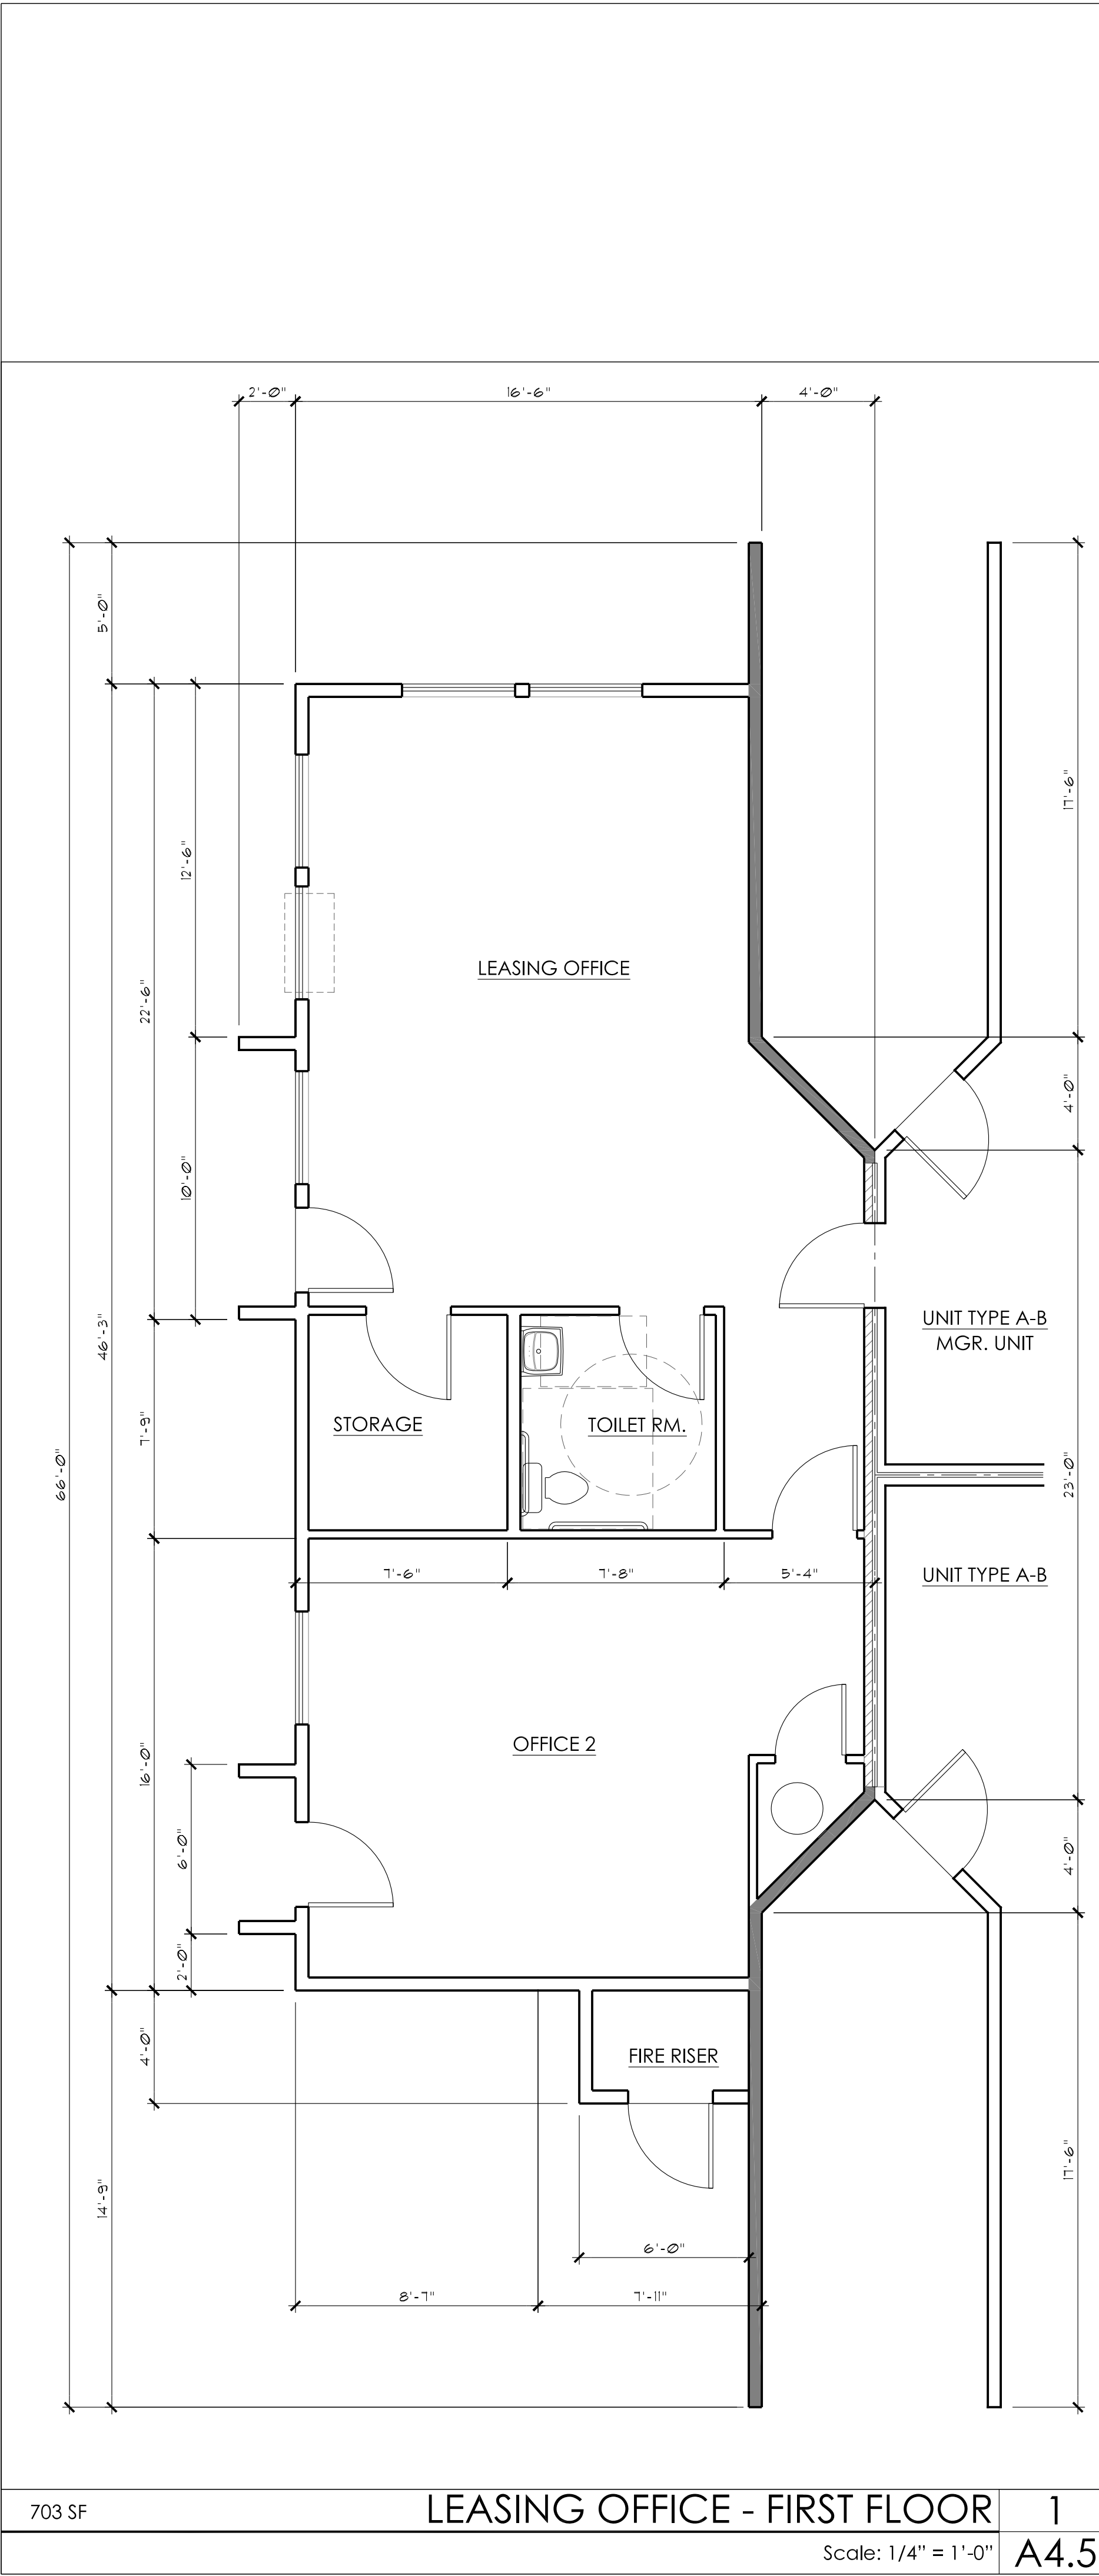 2'-0"
16'-6"
4'-0"
5'-0"
17'-6"
12'-6"
LEASING OFFICE
22'-6"
4'-0"
10'-0"
UNIT TYPE A-B
MGR. UNIT
46'-3"
STORAGE
TOILET RM.
7'-9"
66'-0"
23'-0"
7'-6"
7'-8"
5'-4"
UNIT TYPE A-B
OFFICE 2
16'-0"
6'-0"
4'-0"
2'-0"
4'-0"
FIRE RISER
14'-9"
17'-6"
6'-0"
8'-7"
7'-11"
703 SF
LEASING OFFICE - FIRST FLOOR
1
Scale: 1/4” = 1’-0”
A4.5